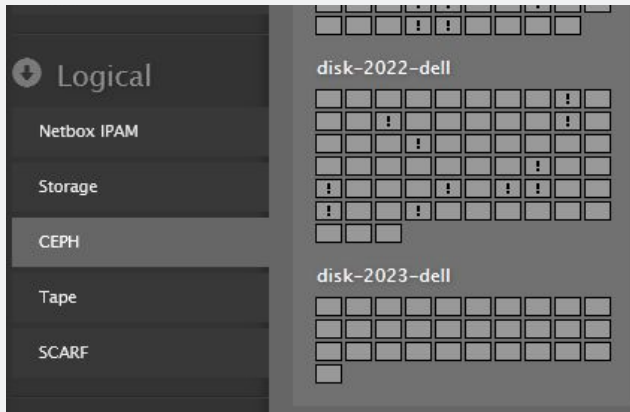 ! ! !
! !
Logical
disk-2022-dell
!
! !
Netbox IPAM
!
!
Storage
! ! ! !
! !
CEPH
disk-2023-dell
Tape
SCARF